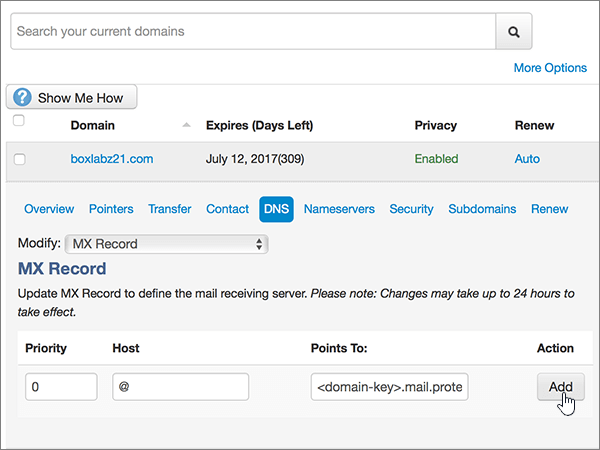 Search your current domains
More Options
? Show Me How
Domain Expires (Days Left) Privacy Renew
boxlabz21.com July 12, 2017(309) Enabled Auto
Overview Pointers Transfer Contact DNS Nameservers Security Subdomains Renew
Modify: MX Record
MX Record
Update MX Record to define the mail receiving server. Please note: Changes may take up to 24 hours to
take effect.
Priority Host Points To: Action
0 @ <domain-key>.mail.prote Add